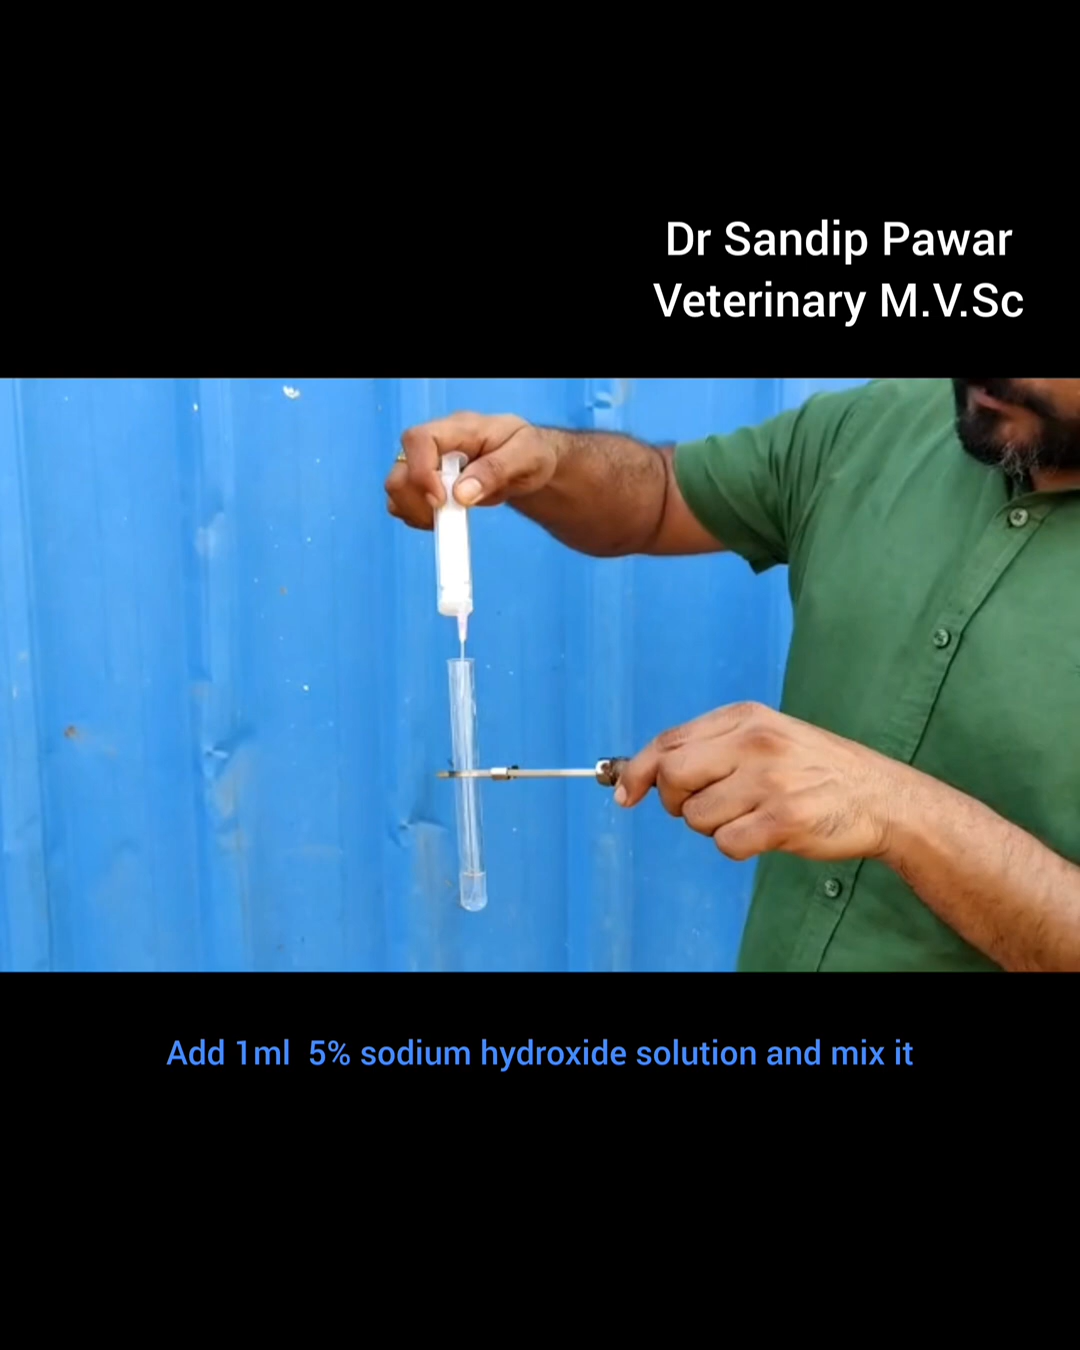 Dr Sandip Pawar
Veterinary M.V.Sc
Add 1ml  5% sodium hydroxide solution and mix it